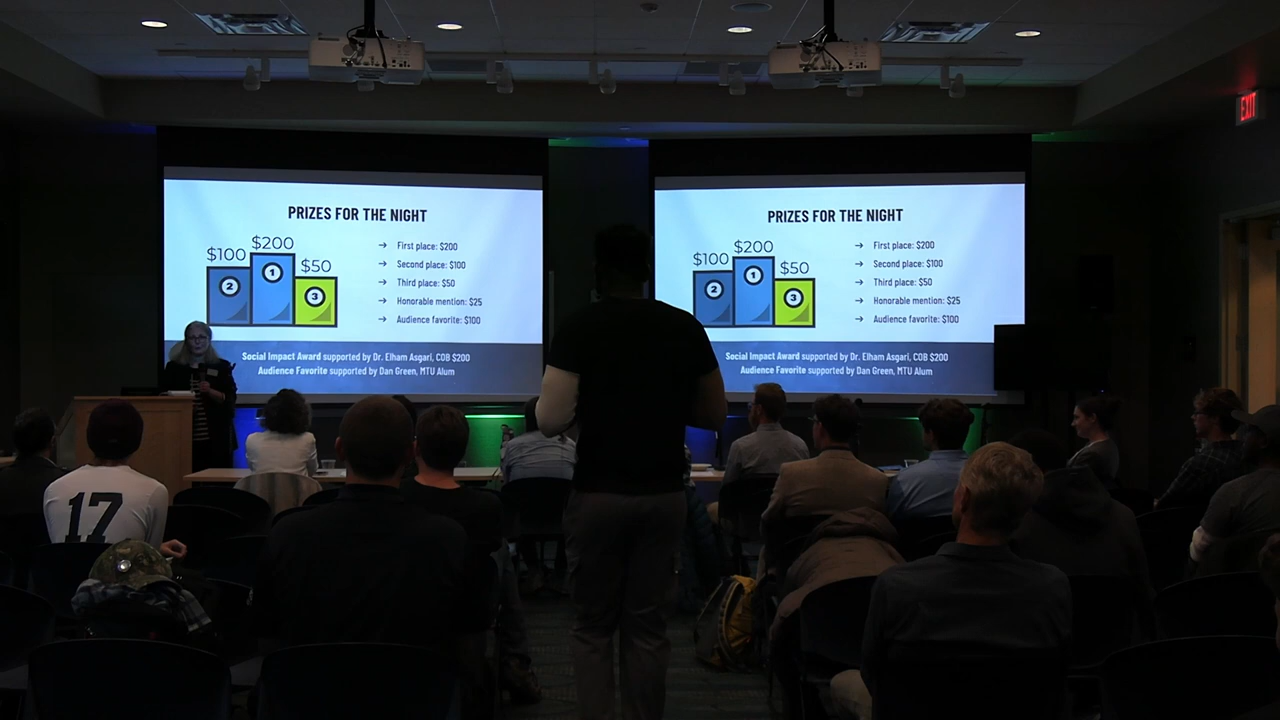 EXIT
PRIZES FOR THE NIGHT
$100 $200 $50
2 1 3
→ First place: $200
→ Second place: $100
→ Third place: $50
→ Honorable mention: $25
→ Audience favorite: $100
Social Impact Award supported by Dr. Elham Asgari, COB $200
Audience Favorite supported by Dan Green, MTU Alum
PRIZES FOR THE NIGHT
$100 $200 $50
2 1 3
→ First place: $200
→ Second place: $100
→ Third place: $50
→ Honorable mention: $25
→ Audience favorite: $100
Social Impact Award supported by Dr. Elham Asgari, COB $200
Audience Favorite supported by Dan Green, MTU Alum
17